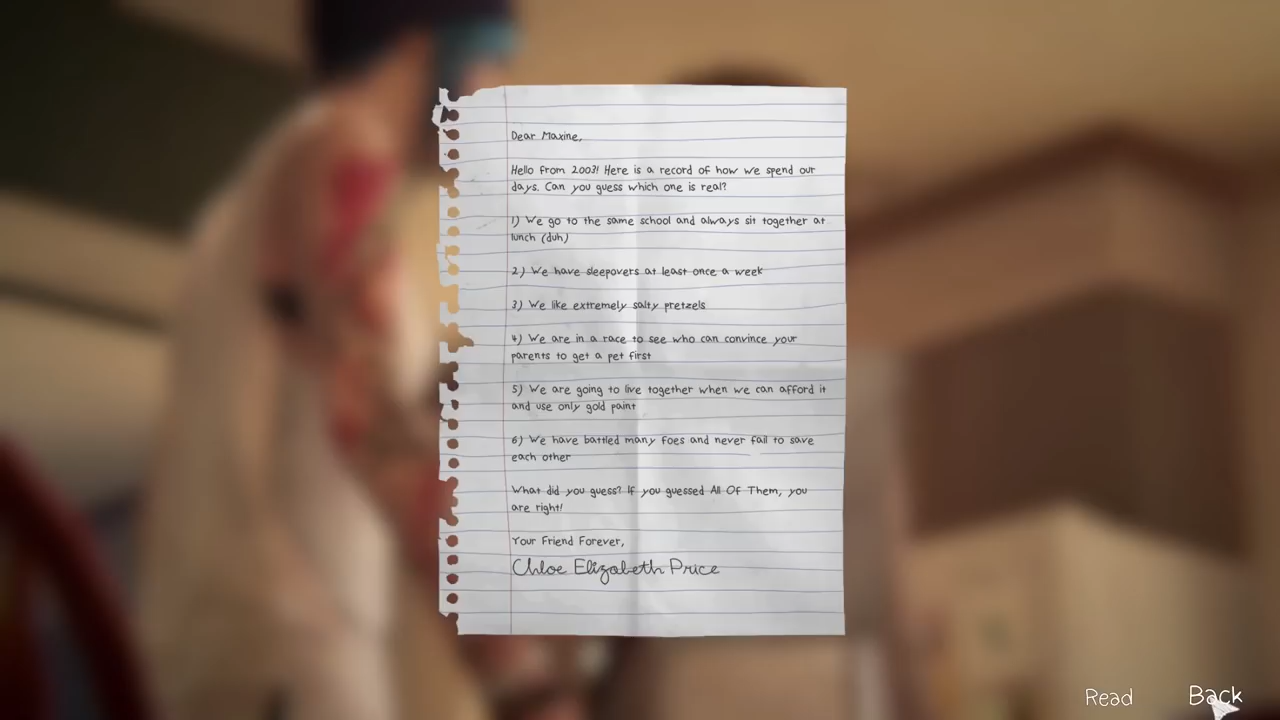 Dear Maxine,
Hello from 2003! Here is a record of how we spend our
days. Can you guess which one is real?
1) We go to the same school and always sit together at
lunch (duh)
2) We have sleepovers at least once a week
3) We like extremely salty pretzels
4) We are in a race to see who can convince your
parents to get a pet first
5) We are going to live together when we can afford it
and use only gold paint
6) We have battled many foes and never fail to save
each other
What did you guess? If you guessed All Of Them, you
are right!
Your Friend Forever,
Chloe Elizabeth Price
Read
Back